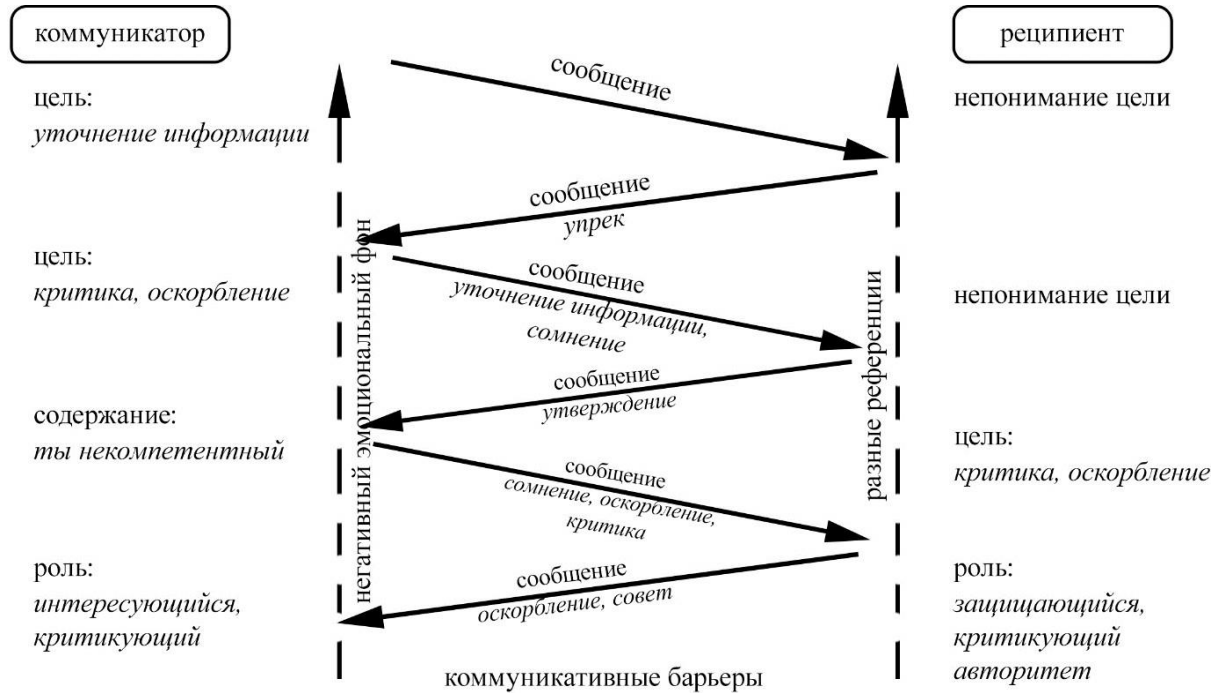 коммуникатор
реципиент
цель:
уточнение информации
сообщение
непонимание цели
сообщение
упрек
цель:
критика, оскорбление
сообщение
уточнение информации,
сомнение
непонимание цели
негативный эмоциональный фон
разные референции
сообщение
утверждение
содержание:
ты некомпетентный
цель:
критика, оскорбление
сообщение
сомнение, оскорбление,
критика
роль:
интересующийся,
критикующий
сообщение
оскорбление, совет
роль:
защищающийся,
критикующий
авторитет
коммуникативные барьеры